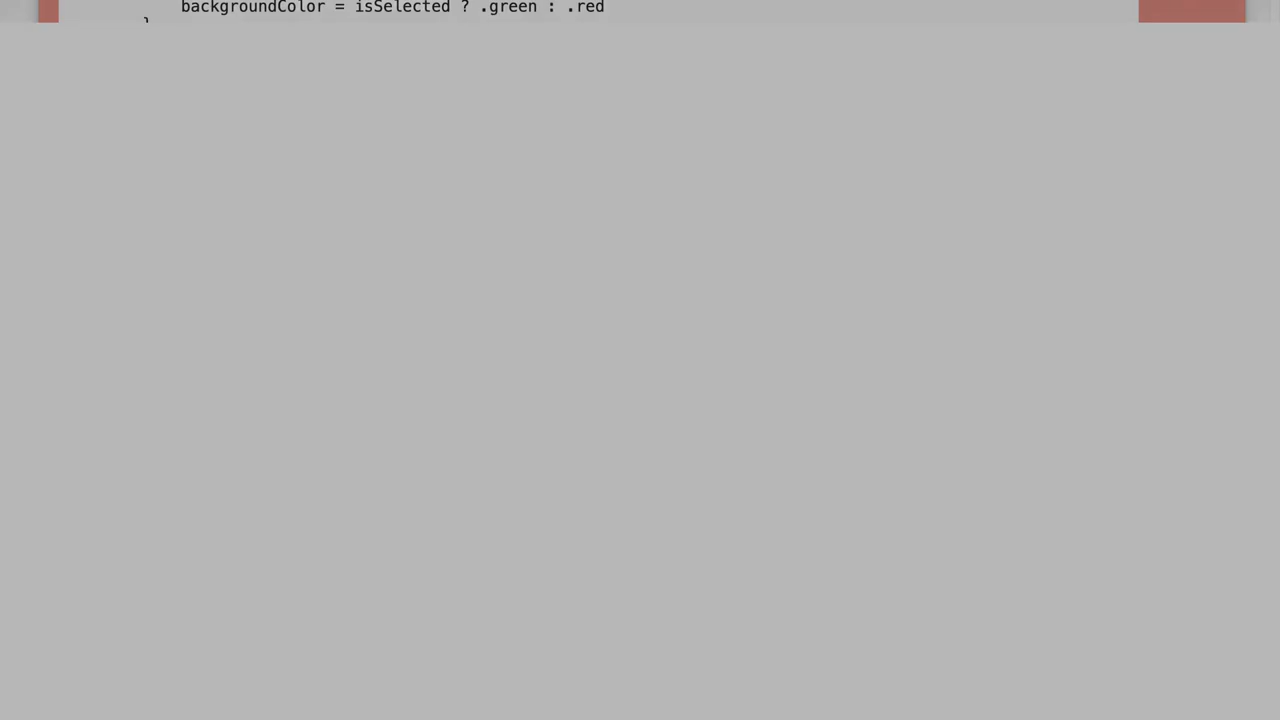 backgroundColor = isSelected ? .green : .red
}